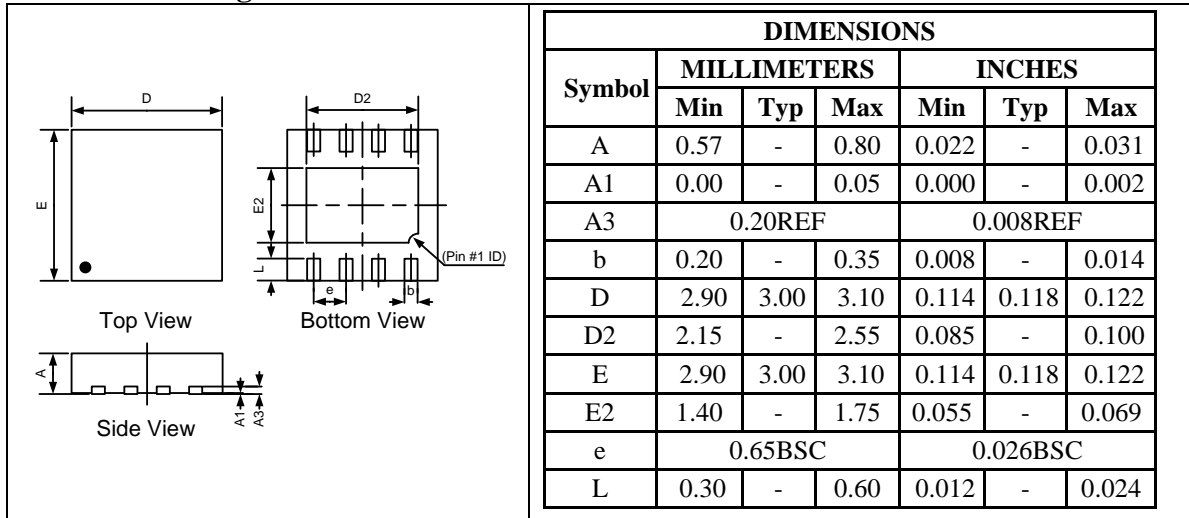 D
E
Top View
D2
E2
L
e
b
(Pin #1 ID)
Bottom View
A
A1
A3
Side View
DIMENSIONS
Symbol MILLIMETERS INCHES
Min Typ Max Min Typ Max
A 0.57 - 0.80 0.022 - 0.031
A1 0.00 - 0.05 0.000 - 0.002
A3 0.20REF 0.008REF
b 0.20 - 0.35 0.008 - 0.014
D 2.90 3.00 3.10 0.114 0.118 0.122
D2 2.15 - 2.55 0.085 - 0.100
E 2.90 3.00 3.10 0.114 0.118 0.122
E2 1.40 - 1.75 0.055 - 0.069
e 0.65BSC 0.026BSC
L 0.30 - 0.60 0.012 - 0.024